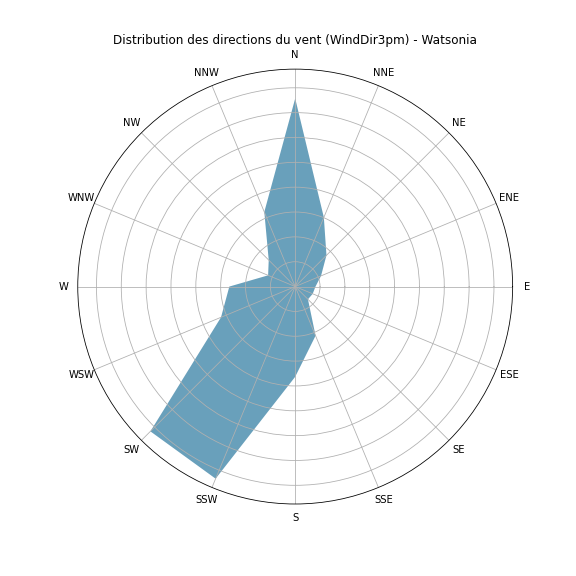 Distribution des directions du vent (WindDir3pm) - Watsonia
N
NNW
NNE
NW
NE
WNW
ENE
W
E
WSW
ESE
SW
SE
SSW
SSE
S